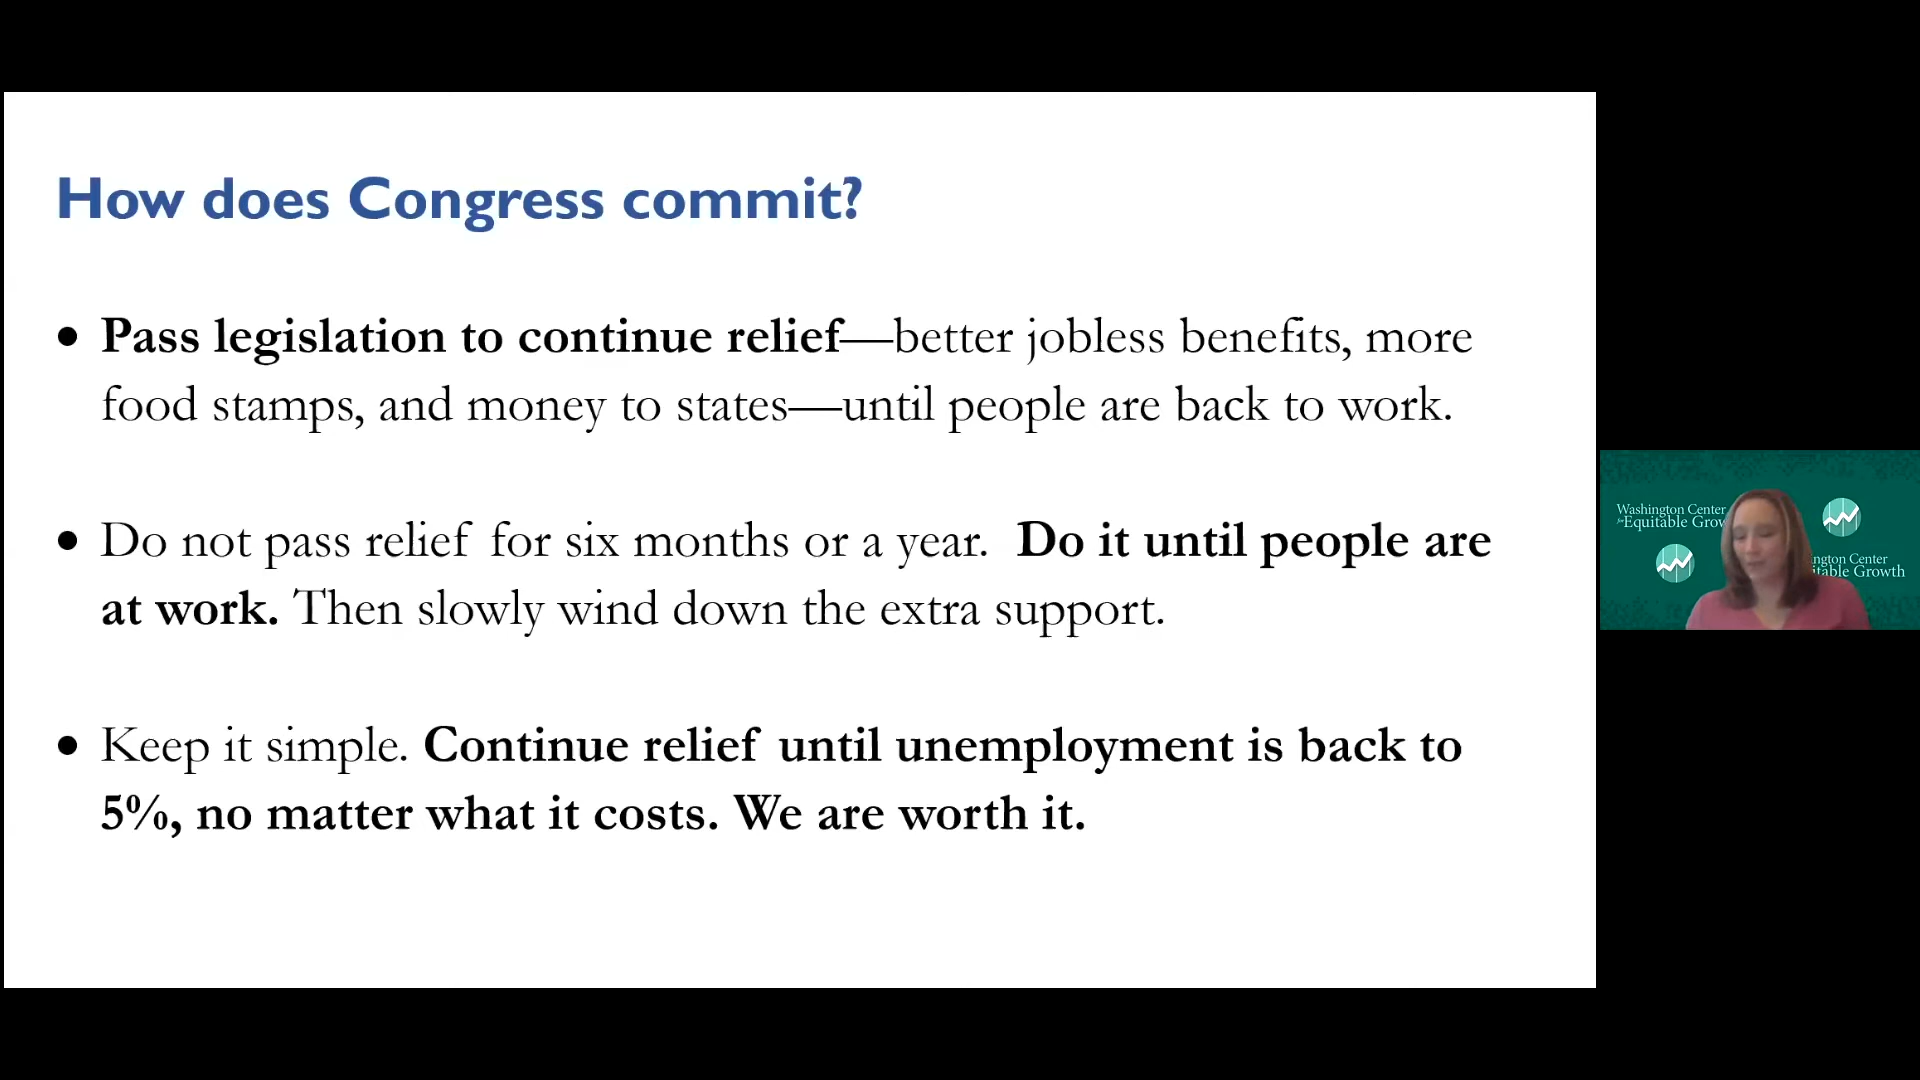 How does Congress commit?
• Pass legislation to continue relief—better jobless benefits, more
food stamps, and money to states—until people are back to work.
• Do not pass relief for six months or a year. Do it until people are
at work. Then slowly wind down the extra support.
• Keep it simple. Continue relief until unemployment is back to
5%, no matter what it costs. We are worth it.
Washington Center
for Equitable Grow
ington Center
itable Growth